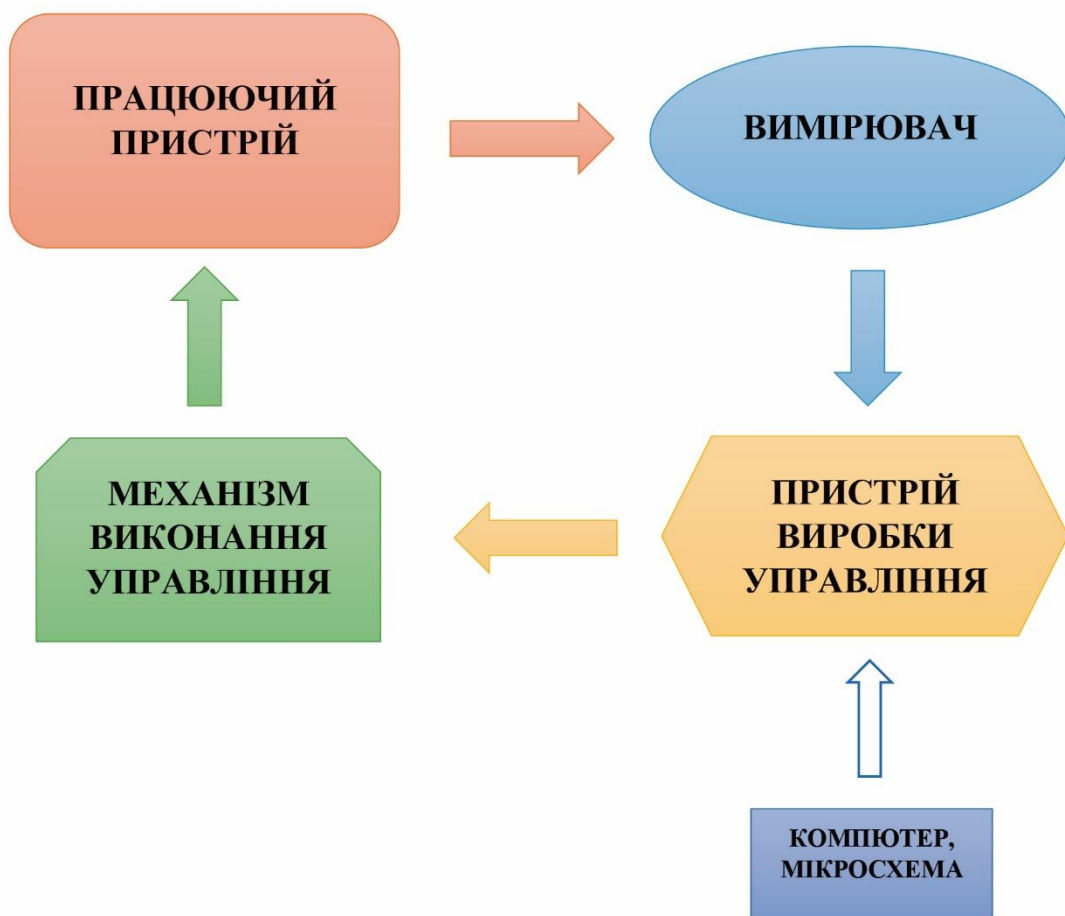 ПРАЦЮЮЧИЙ
ПРИСТРІЙ
ВИМІРЮВАЧ
МЕХАНІЗМ
ВИКОНАННЯ
УПРАВЛІННЯ
ПРИСТРІЙ
ВИРОБКИ
УПРАВЛІННЯ
КОМПЮТЕР,
МІКРОСХЕМА